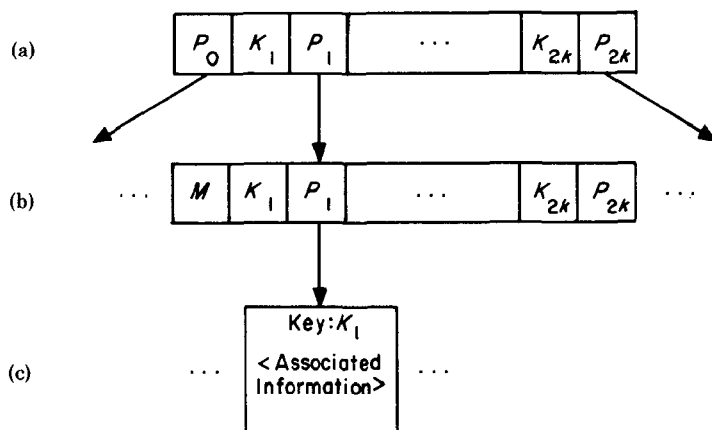 (a) P₀ K₁ P₁ ··· K₂ₖ P₂ₖ
(b) ··· M K₁ P₁ ··· K₂ₖ P₂ₖ ···
Key:K₁
(c) ··· <Associated ···
Information>